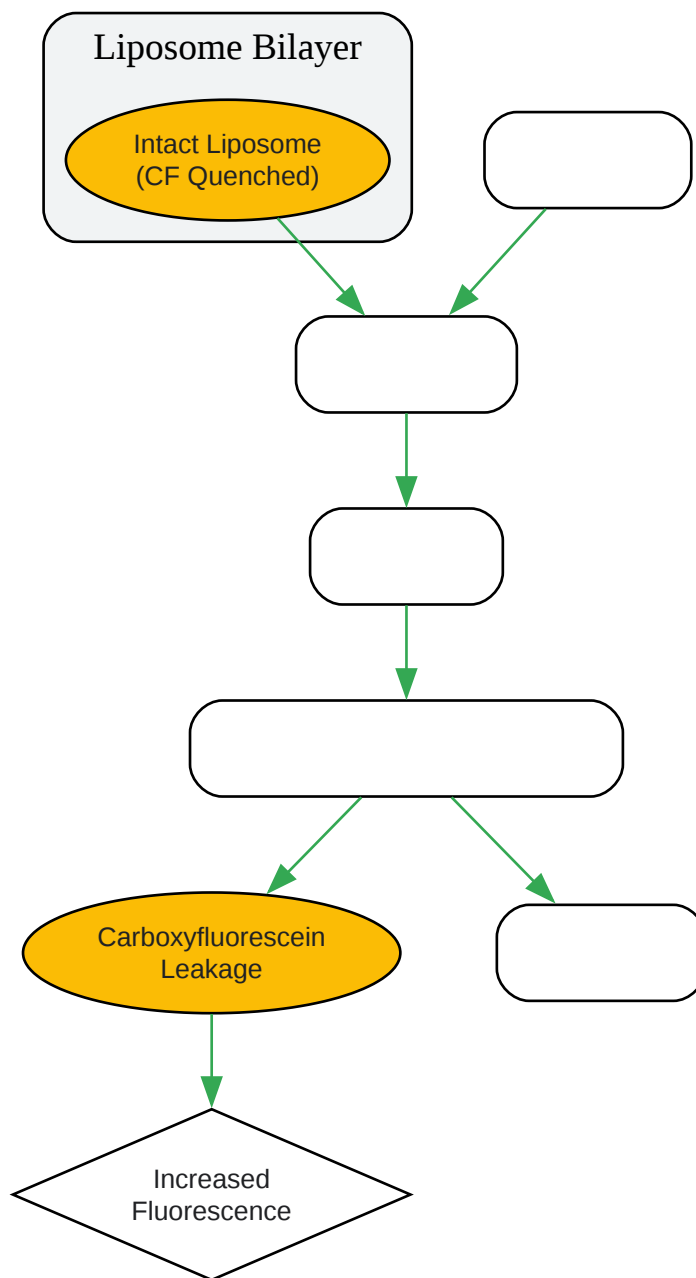 Liposome Bilayer
Intact Liposome
(CF Quenched)
Carboxyfluorescein
Leakage
Increased
Fluorescence